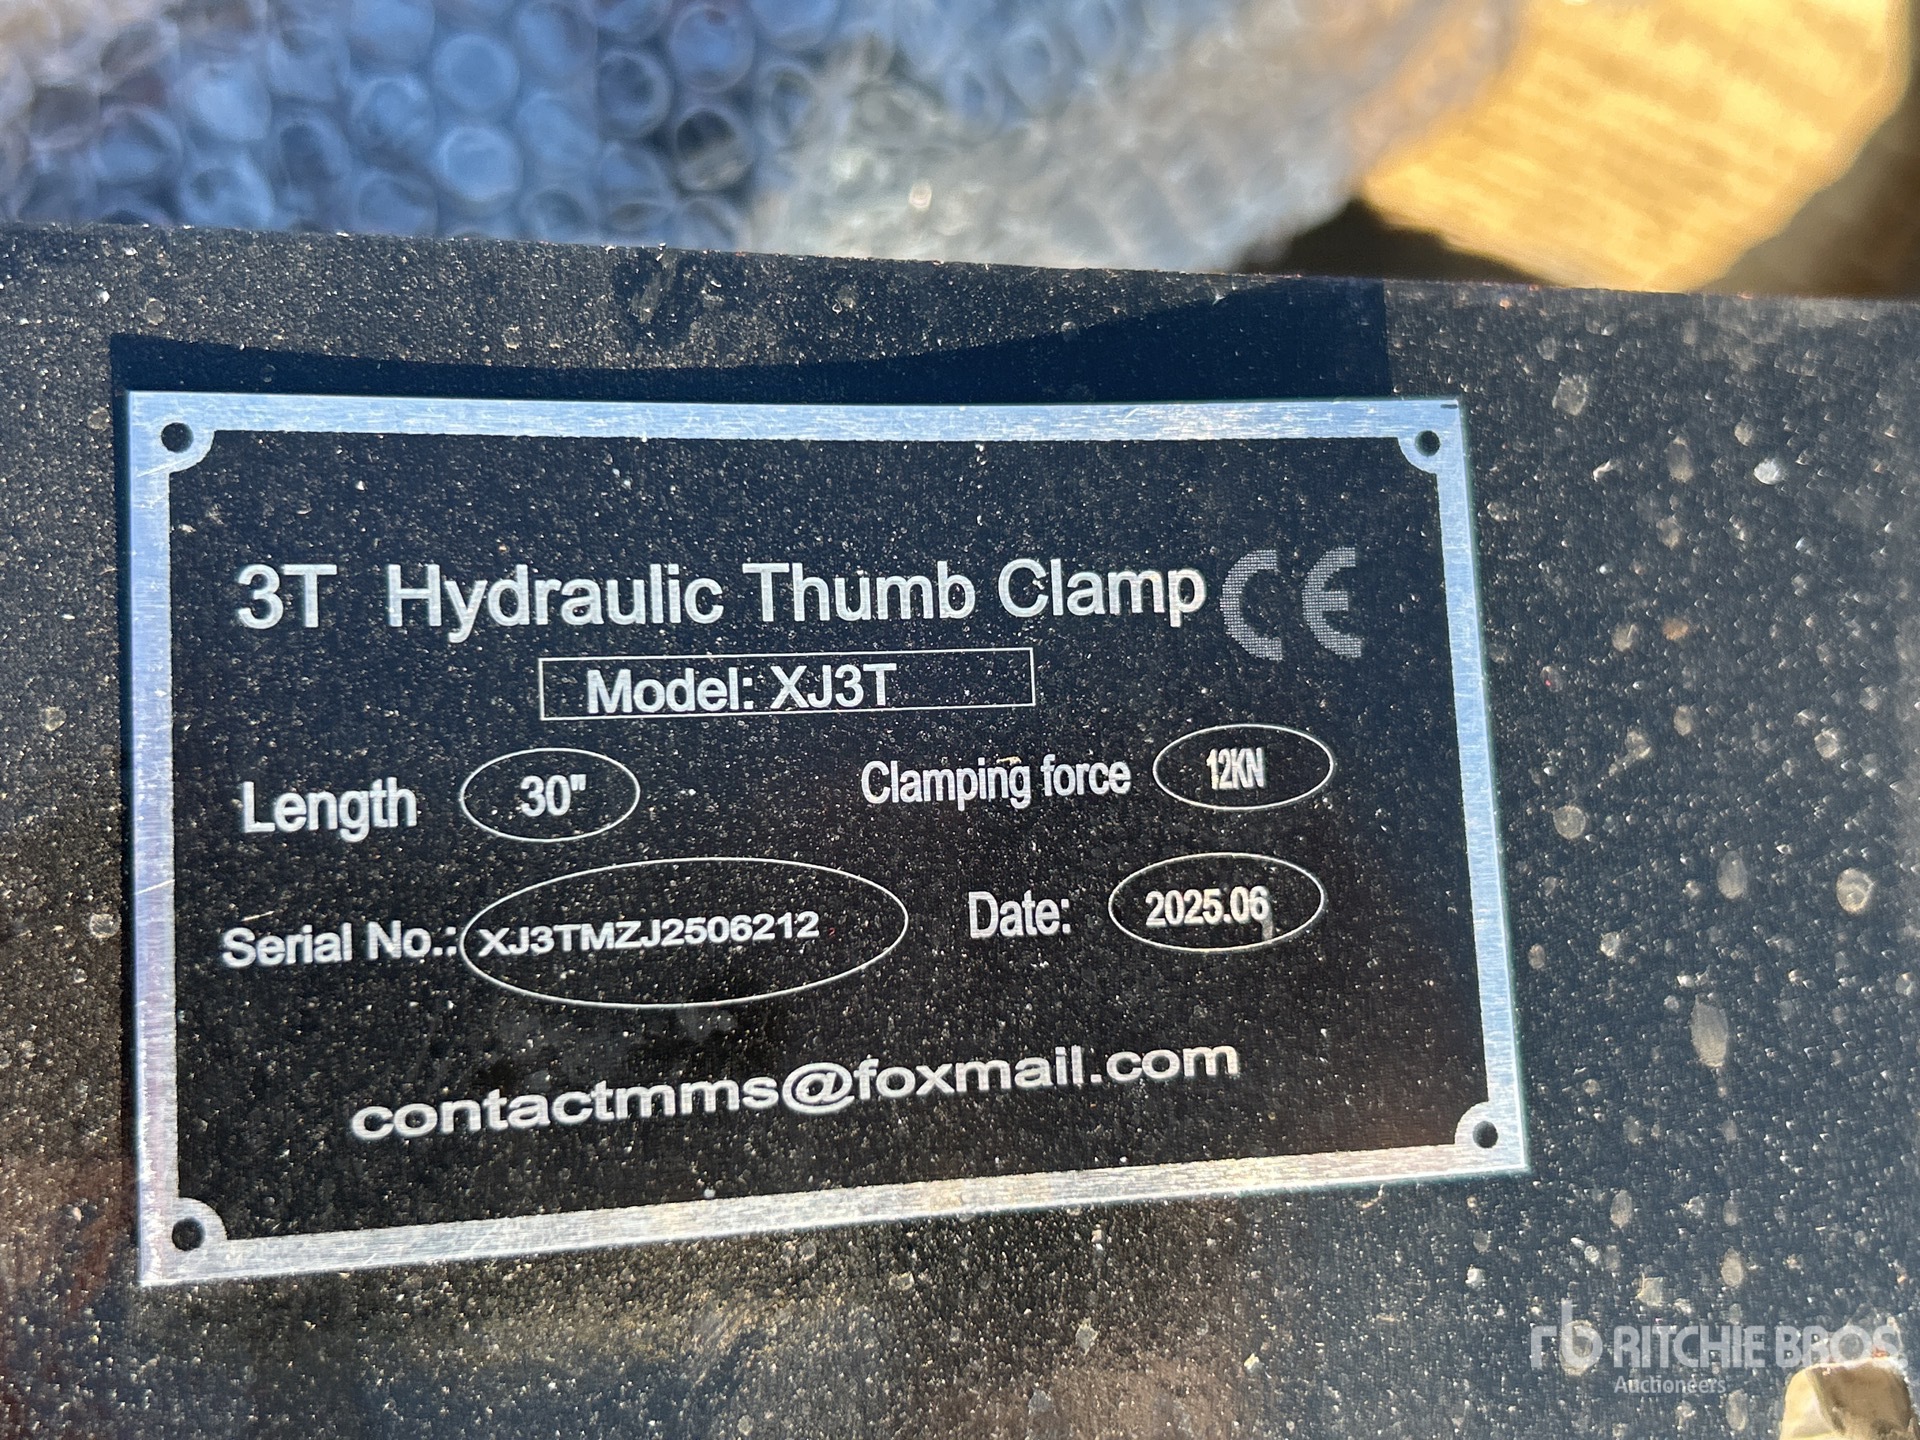 3T Hydraulic Thumb Clamp CE
Model: XJ3T
Length 30" Clamping force 12KN
Serial No.: XJ3TMZJ2506212 Date: 2025.06
contactmms@foxmail.com
rb RITCHIE BROS
Auctioneers